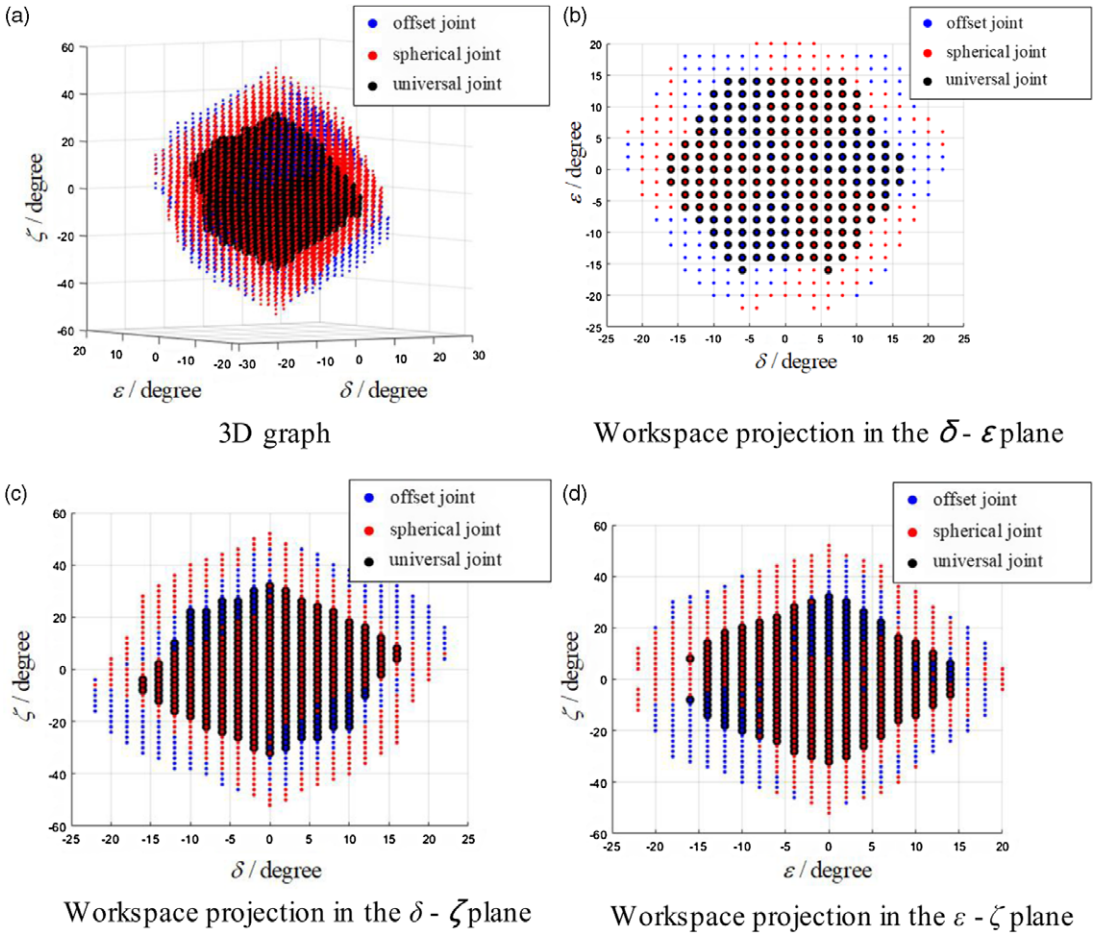 (a)
offset joint
spherical joint
universal joint
60
40
20
0
-20
-40
-60
ζ / degree
20 10 0 -10 -20
-30 -20 -10 0 10 20 30
ε / degree
δ / degree
3D graph
(b)
offset joint
spherical joint
universal joint
20
15
10
5
0
-5
-10
-15
-20
-25
ε / degree
-25 -20 -15 -10 -5 0 5 10 15 20 25
δ / degree
Workspace projection in the δ - ε plane
(c)
offset joint
spherical joint
universal joint
60
40
20
0
-20
-40
-60
ζ / degree
-25 -20 -15 -10 -5 0 5 10 15 20 25
δ / degree
Workspace projection in the δ - ζ plane
(d)
offset joint
spherical joint
universal joint
60
40
20
0
-20
-40
-60
ζ / degree
-25 -20 -15 -10 -5 0 5 10 15 20
ε / degree
Workspace projection in the ε - ζ plane